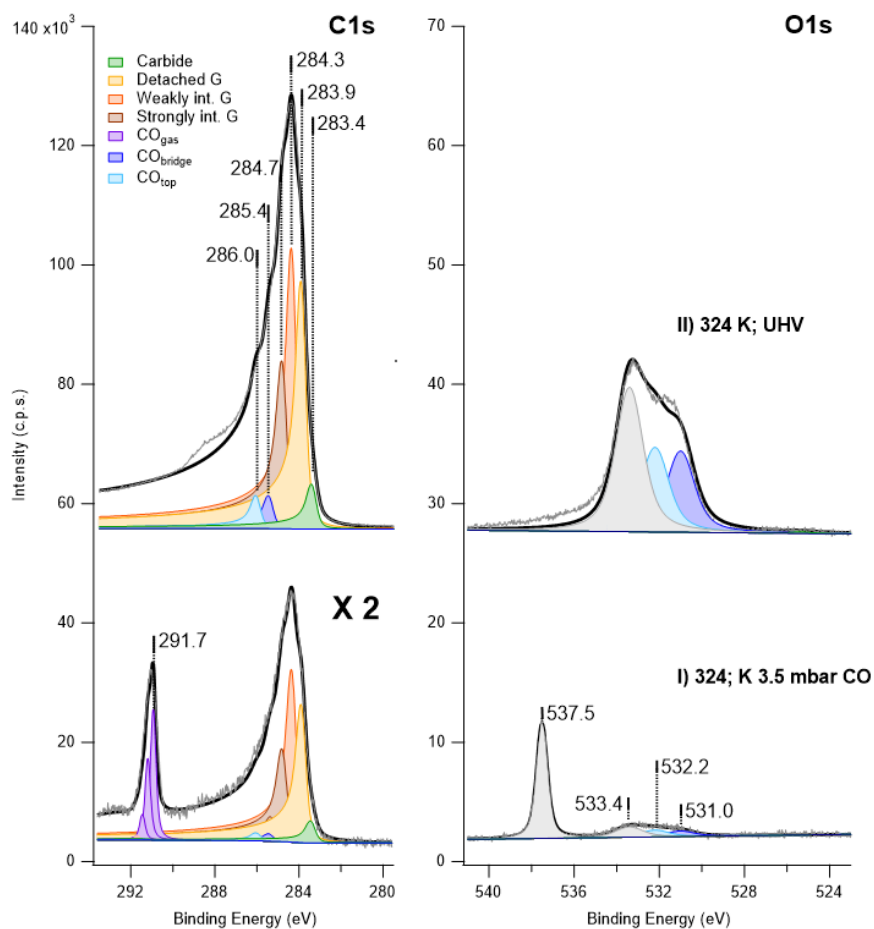 C1s
O1s
140 x10³
120
100
80
60
40
20
0
Intensity (c.p.s.)
Carbide
Detached G
Weakly int. G
Strongly int. G
COgas
CObridge
COtop
284.3
283.9
283.4
284.7
285.4
286.0
X 2
291.7
292
288
284
280
Binding Energy (eV)
70
60
50
40
30
20
10
0
II) 324 K; UHV
I) 324; K 3.5 mbar CO
537.5
533.4
532.2
531.0
540
536
532
528
524
Binding Energy (eV)